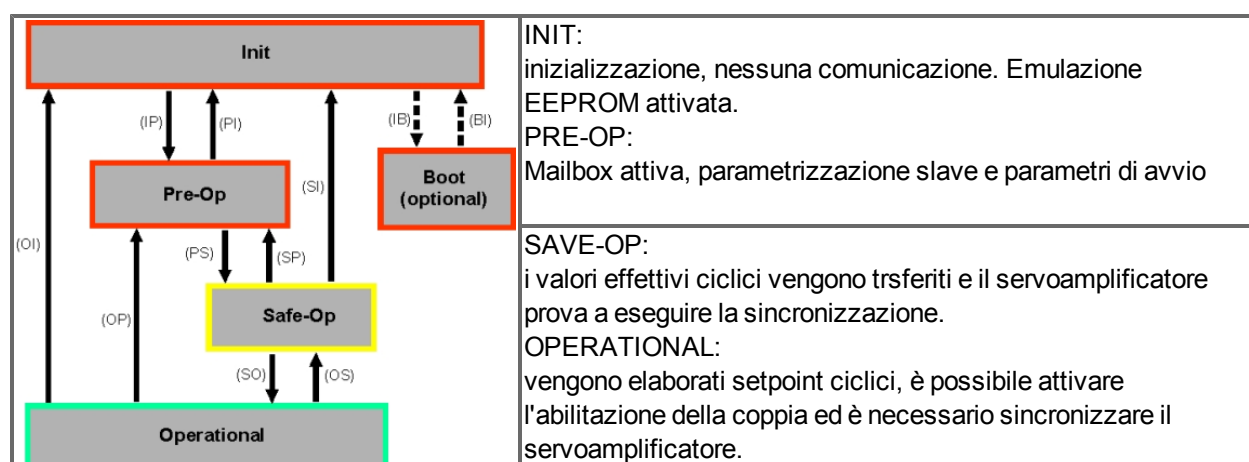 Init
(IP)
(PI)
(IB)
(BI)
Pre-Op
(SI)
Boot
(optional)
(OI)
(PS)
(SP)
(OP)
Safe-Op
(SO)
(OS)
Operational
INIT:
inizializzazione, nessuna comunicazione. Emulazione
EEPROM attivata.
PRE-OP:
Mailbox attiva, parametrizzazione slave e parametri di avvio
SAVE-OP:
i valori effettivi ciclici vengono trsferiti e il servoamplificatore
prova a eseguire la sincronizzazione.
OPERATIONAL:
vengono elaborati setpoint ciclici, è possibile attivare
l'abilitazione della coppia ed è necessario sincronizzare il
servoamplificatore.